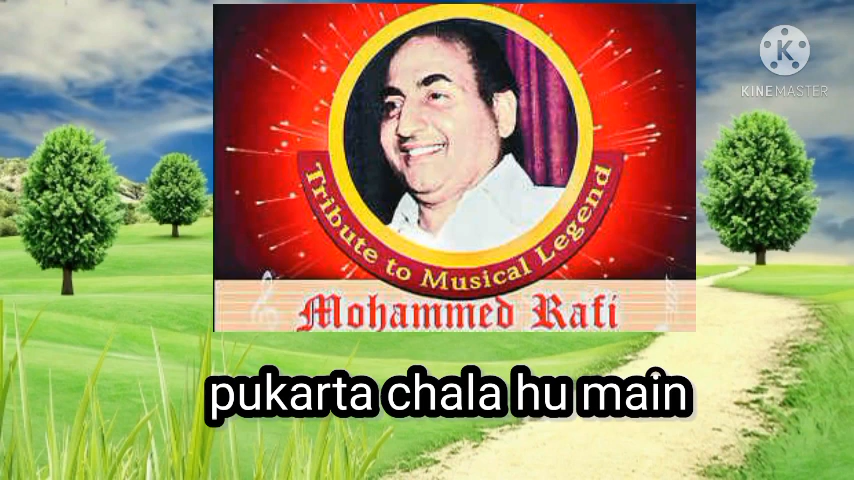 KINEMASTER
Tribute to Musical Legend
Mohammed Rafi
pukarta chala hu main